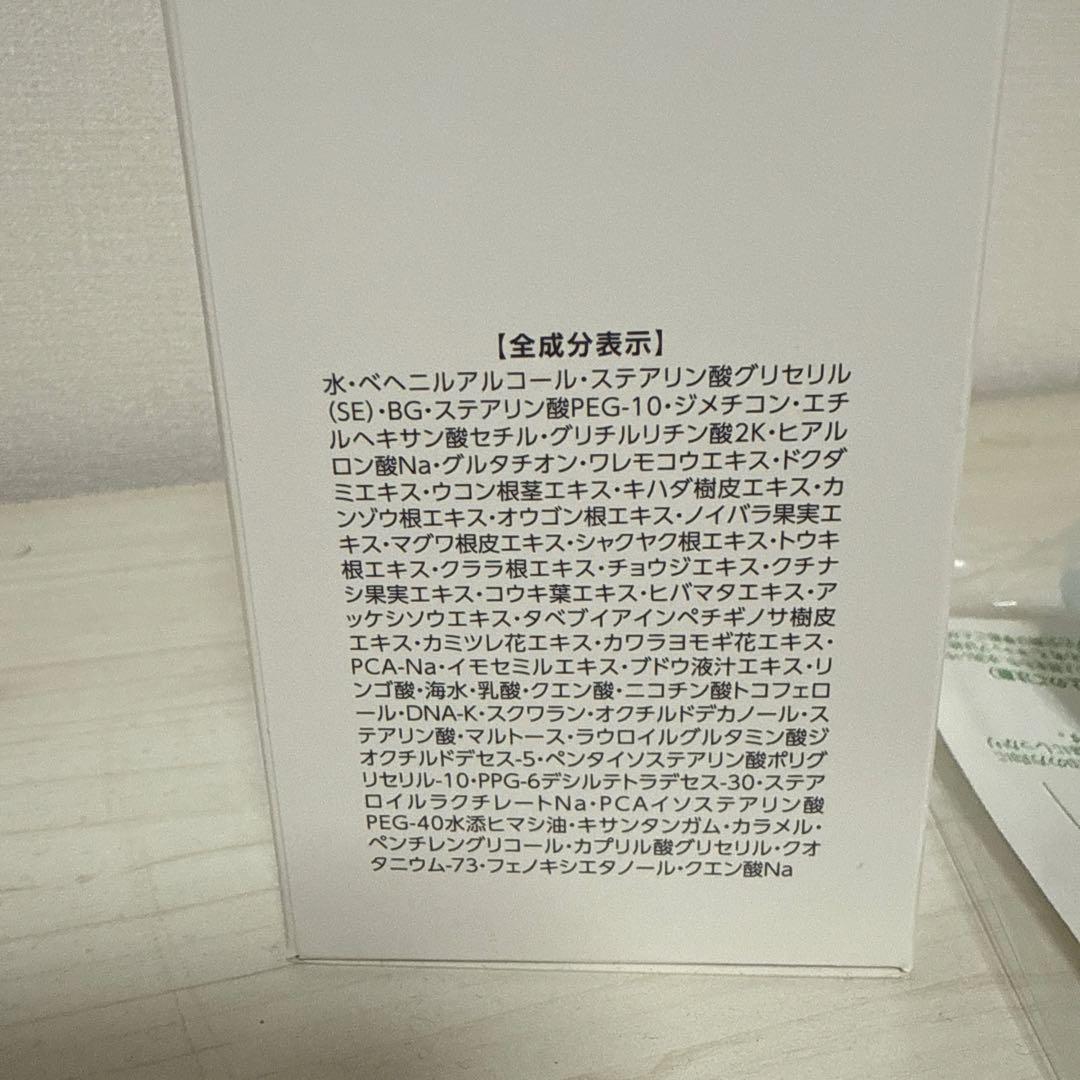 【全成分表示】
水・ベヘニルアルコール・ステアリン酸グリセリル
(SE)・BG・ステアリン酸PEG-10・ジメチコン・エチ
ルヘキサン酸セチル・グリチルリチン酸2K・ヒアル
ロン酸Na・グルタチオン・ワレモコウエキス・ドクダ
ミエキス・ウコン根茎エキス・キハダ樹皮エキス・カ
ンゾウ根エキス・オウゴン根エキス・ノイバラ果実エ
キス・マグワ根皮エキス・シャクヤク根エキス・トウキ
根エキス・クララ根エキス・チョウジエキス・クチナ
シ果実エキス・コウキ葉エキス・ヒバマタエキス・ア
ッケシソウエキス・タベブイアインペチギノサ樹皮
エキス・カミツレ花エキス・カワラヨモギ花エキス・
PCA-Na・イモセミルエキス・ブドウ液汁エキス・リ
ンゴ酸・海水・乳酸・クエン酸・ニコチン酸トコフェロ
ール・DNA-K・スクワラン・オクチルドデカノール・ス
テアリン酸・マルトース・ラウロイルグルタミン酸ジ
オクチルドデセス-5・ペンタイソステアリン酸ポリグ
リセリル-10・PPG-6デシルテトラデセス-30・ステア
ロイルラクチレートNa・PCAイソステアリン酸
PEG-40水添ヒマシ油・キサンタンガム・カラメル・
ペンチレングリコール・カプリル酸グリセリル・クオ
タニウム-73・フェノキシエタノール・クエン酸Na